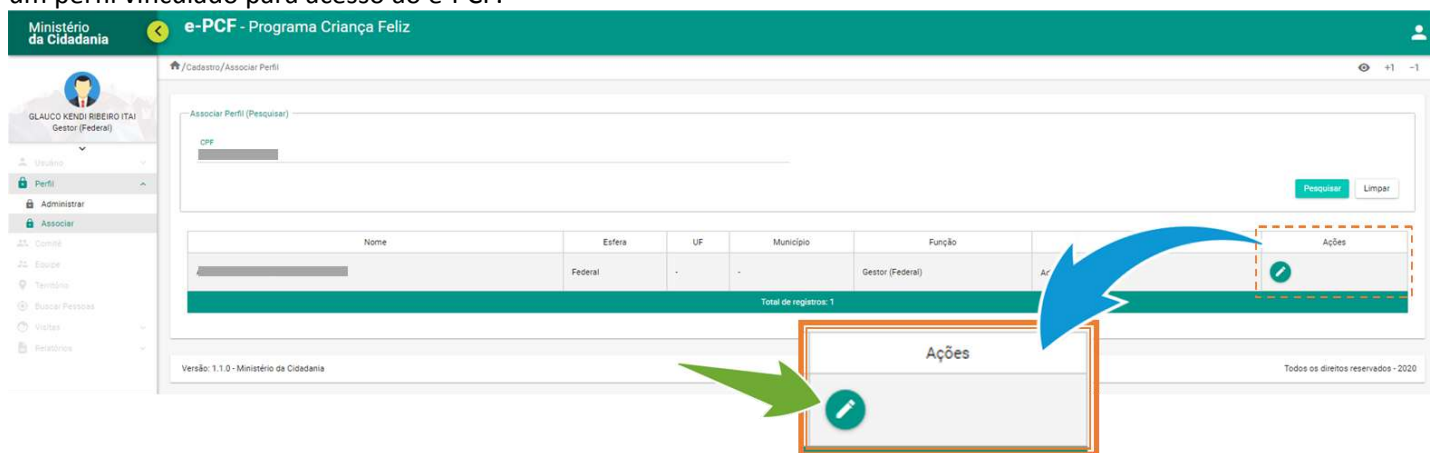 um perfil vinculado para acesso ao e-PCF.
Ministério
da Cidadania
e-PCF - Programa Criança Feliz
/Cadastro/Associar Perfil
+1 -1
GLAUCO KENDI RIBEIRO ITAI
Gestor (Federal)
Usuário
Perfil
Administrar
Associar
Comitê
Equipe
Território
Buscar Pessoas
Visitas
Relatórios
Associar Perfil (Pesquisar)
CPF
Pesquisar Limpar
Nome Esfera UF Município Função Ações
Federal - - Gestor (Federal)
Total de registros: 1
Ações
Versão: 1.1.0 - Ministério da Cidadania
Todos os direitos reservados - 2020